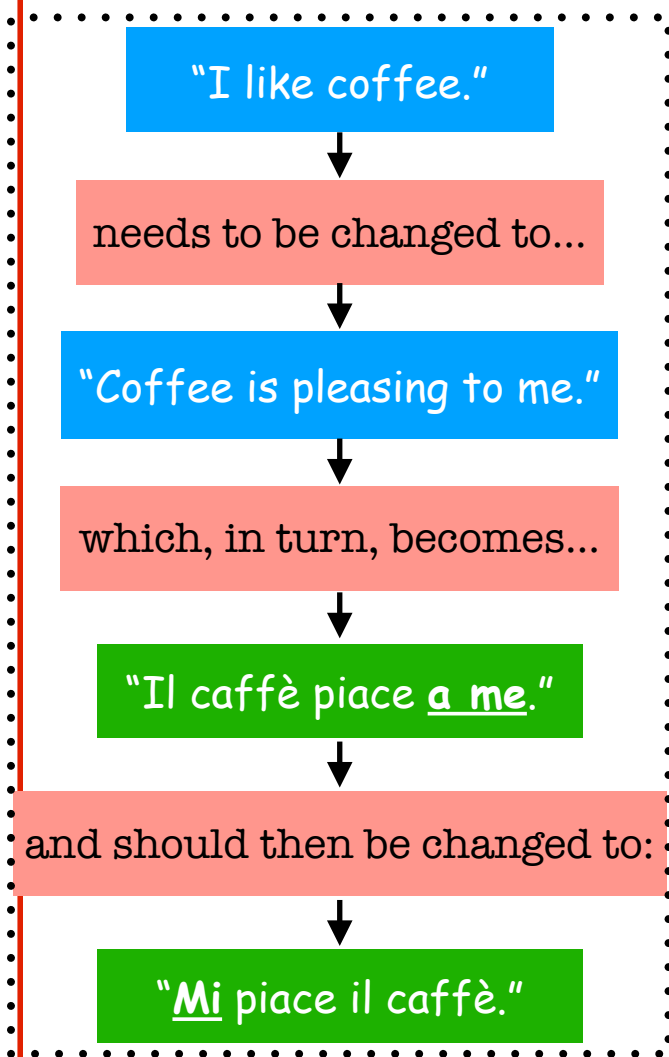 “I like coffee.”
needs to be changed to...
“Coffee is pleasing to me.”
which, in turn, becomes...
“Il caffè piace a me.”
and should then be changed to:
“Mi piace il caffè.”